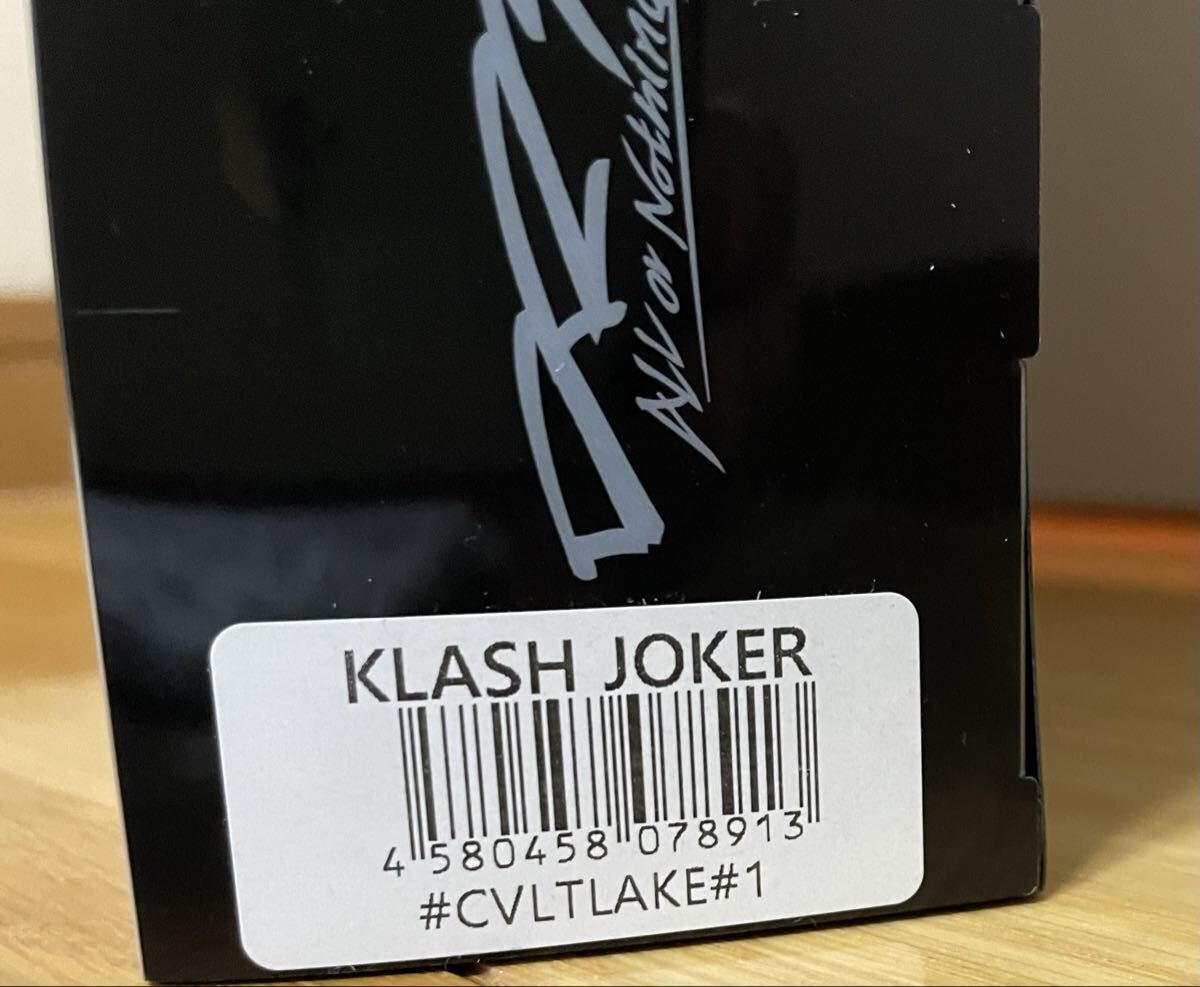 All or Nothing
KLASH JOKER
4 580458 078913
#CVLTLAKE#1